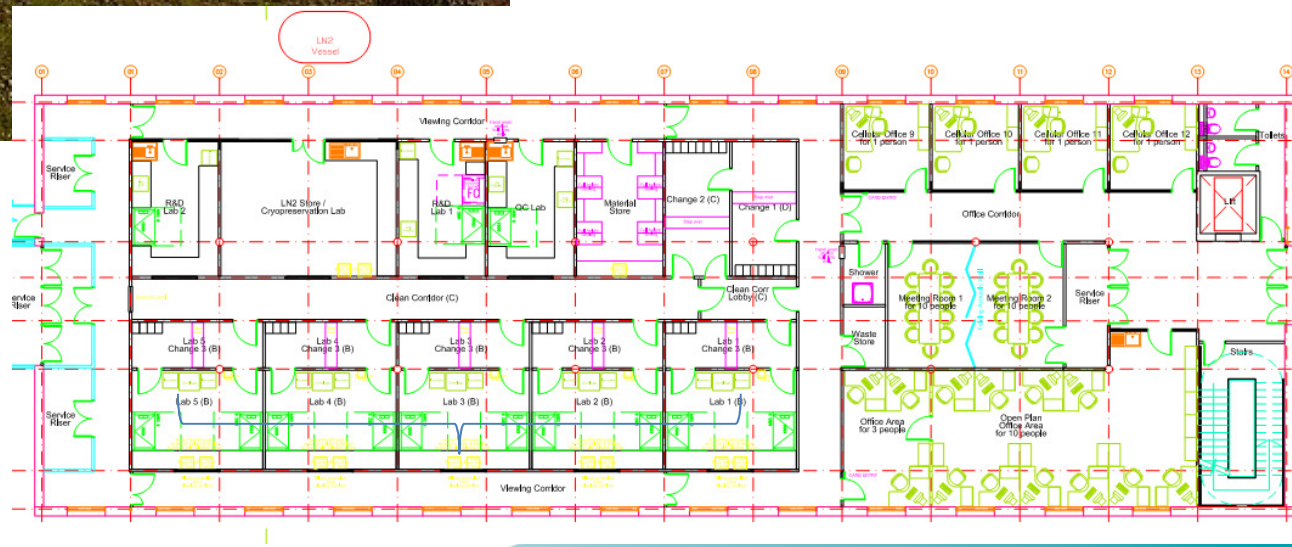 LN2
Vessel
01
01
02
03
04
05
06
07
08
09
10
11
12
13
14
Viewing Corridor
Cellular Office 9
for 1 person
Cellular Office 10
for 1 person
Cellular Office 11
for 1 person
Cellular Office 12
for 1 person
Toilets
Service
Riser
R&D
Lab 2
LN2 Store /
Cryopreservation Lab
R&D
Lab 1
Fd
QC Lab
Material
Store
Change 2 (C)
Change 1 (D)
Office Corridor
Lift
Service
Riser
Clean Corridor (C)
Clean Corr
Lobby (C)
Shower
Meeting Room 1
for 10 people
Meeting Room 2
for 10 people
Service
Riser
Waste
Store
Lab 5
Change 3 (B)
Lab 4
Change 3 (B)
Lab 3
Change 3 (B)
Lab 2
Change 3 (B)
Lab 1
Change 3 (B)
Stairs
Service
Riser
Lab 5 (B)
Lab 4 (B)
Lab 3 (B)
Lab 2 (B)
Lab 1 (B)
Office Area
for 3 people
Open Plan
Office Area
for 10 people
Viewing Corridor